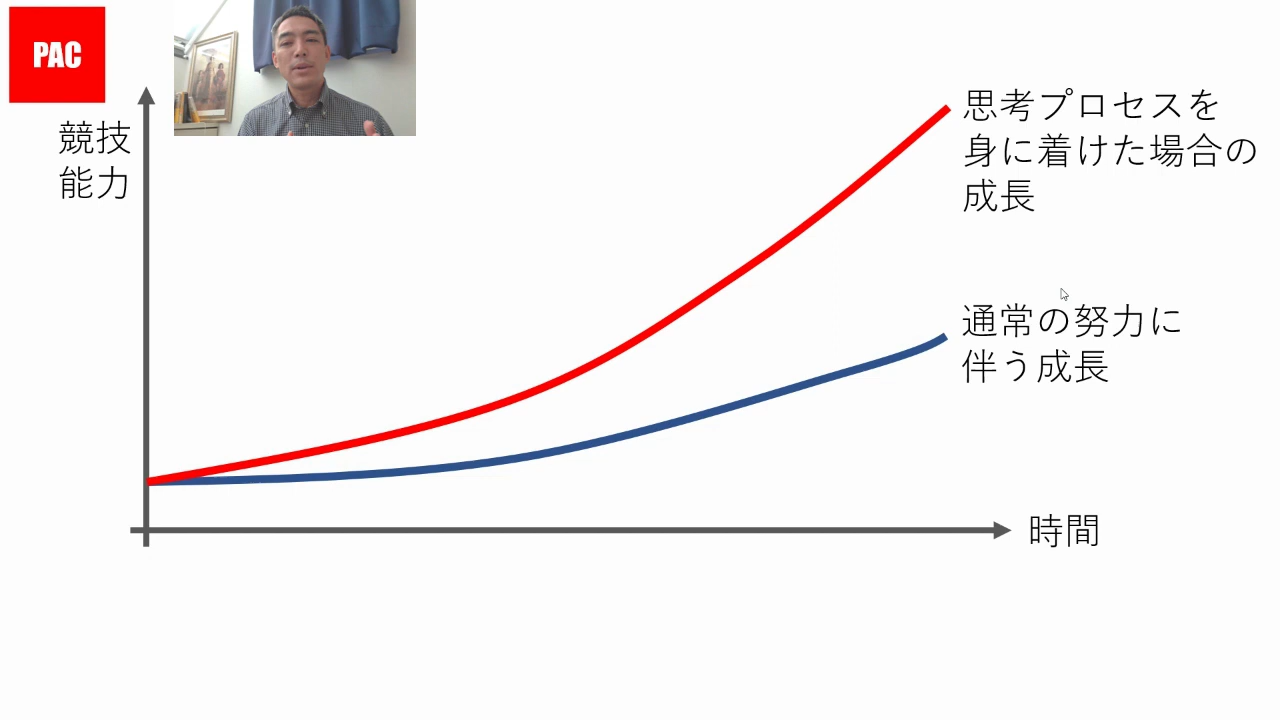 PAC
競技
能力
思考プロセスを
身に着けた場合の
成長
通常の努力に
伴う成長
時間